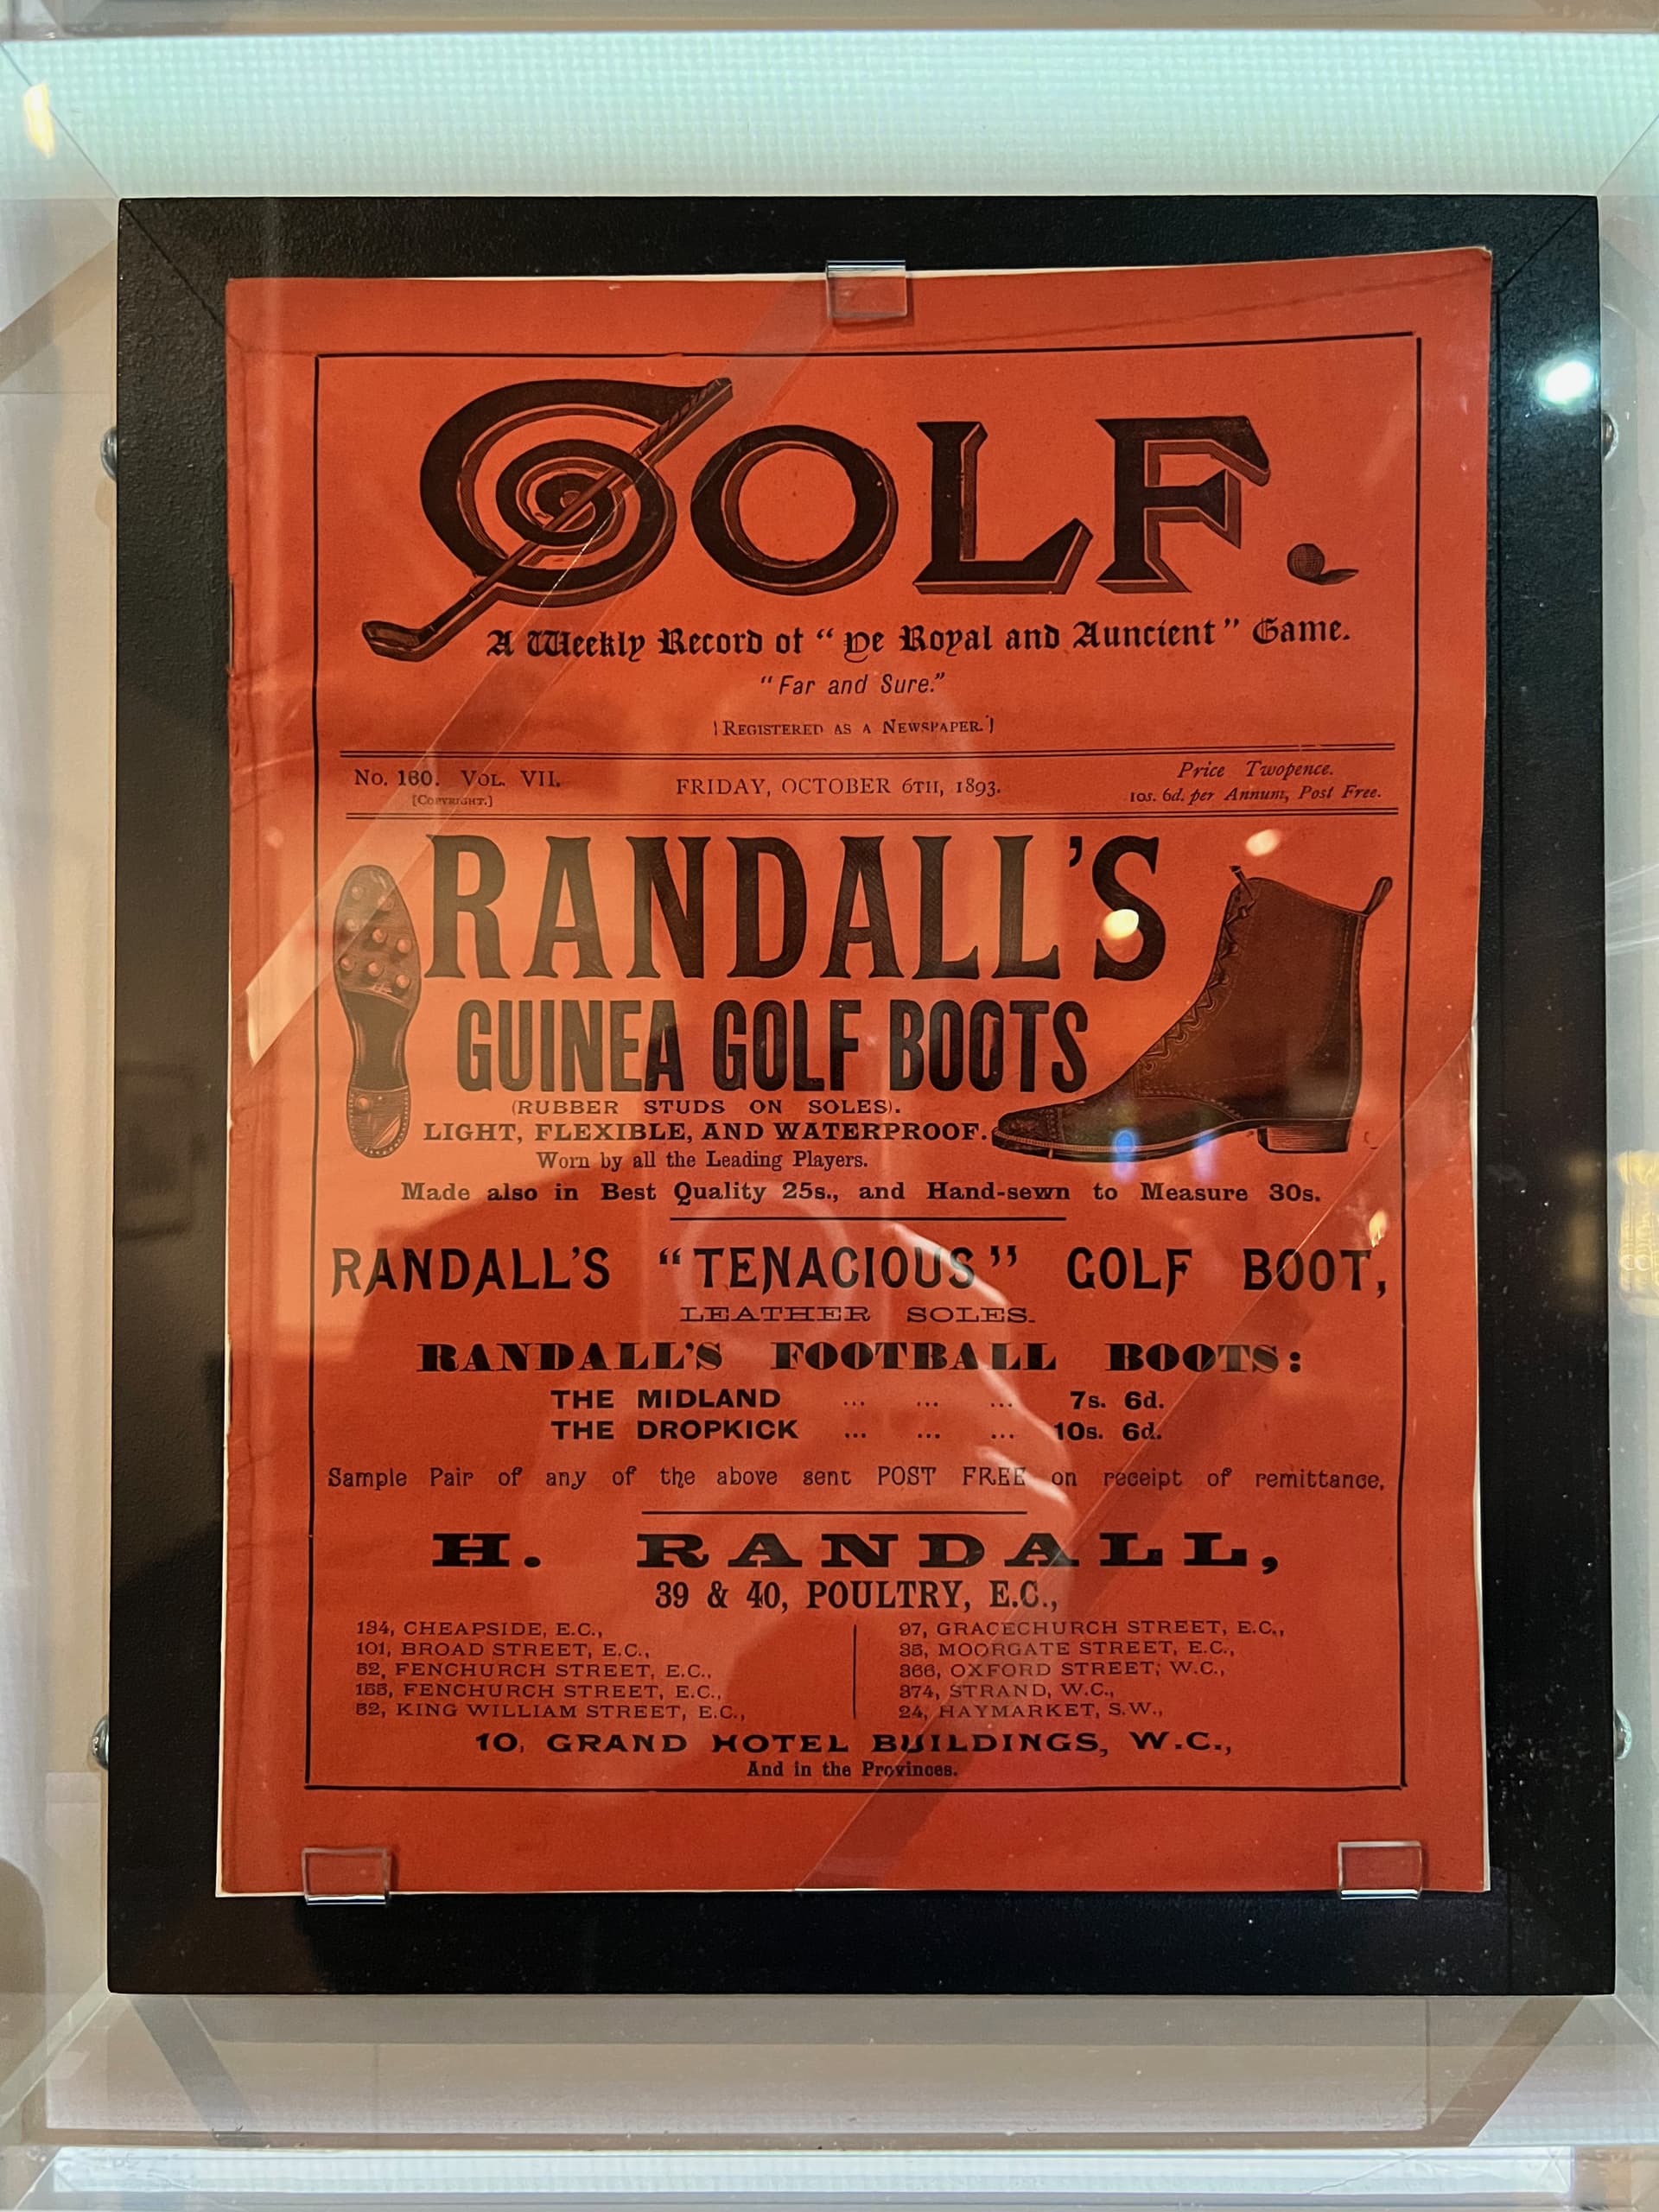 GOLF.
A Weekly Record of "Ye Royal and Auncient" Game.
"Far and Sure."
[REGISTERED AS A NEWSPAPER.]
No. 160. VOL. VII.
[COPYRIGHT.]
FRIDAY, OCTOBER 6TH, 1893.
Price Twopence.
10s. 6d. per Annum, Post Free.
RANDALL'S
GUINEA GOLF BOOTS
(RUBBER STUDS ON SOLES).
LIGHT, FLEXIBLE, AND WATERPROOF.
Worn by all the Leading Players.
Made also in Best Quality 25s., and Hand-sewn to Measure 30s.
RANDALL'S "TENACIOUS" GOLF BOOT,
LEATHER SOLES.
RANDALL'S FOOTBALL BOOTS:
THE MIDLAND ... ... ... 7s. 6d.
THE DROPKICK ... ... ... 10s. 6d.
Sample Pair of any of the above sent POST FREE on receipt of remittance.
H. RANDALL,
39 & 40, POULTRY, E.C.,
134, CHEAPSIDE, E.C.,
101, BROAD STREET, E.C.,
52, FENCHURCH STREET, E.C.,
155, FENCHURCH STREET, E.C.,
52, KING WILLIAM STREET, E.C.,
97, GRACECHURCH STREET, E.C.,
35, MOORGATE STREET, E.C.,
366, OXFORD STREET, W.C.,
374, STRAND, W.C.,
24, HAYMARKET, S.W.,
10, GRAND HOTEL BUILDINGS, W.C.,
And in the Provinces.